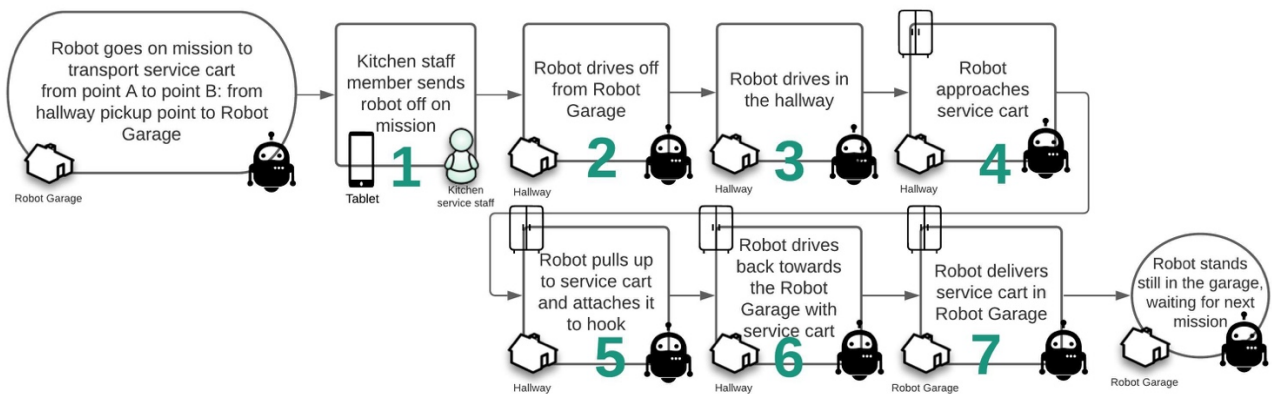 Robot goes on mission to
transport service cart
from point A to point B: from
hallway pickup point to Robot
Garage
Robot Garage
Kitchen staff
member sends
robot off on
mission
1
Tablet
Kitchen
service staff
Robot drives off
from Robot
Garage
2
Hallway
Robot drives in
the hallway
3
Hallway
Robot
approaches
service cart
4
Hallway
Robot pulls up
to service cart
and attaches it
to hook
5
Hallway
Robot drives
back towards
the Robot
Garage with
service cart
6
Hallway
Robot delivers
service cart in
Robot Garage
7
Robot Garage
Robot stands
still in the garage,
waiting for next
mission
Robot Garage